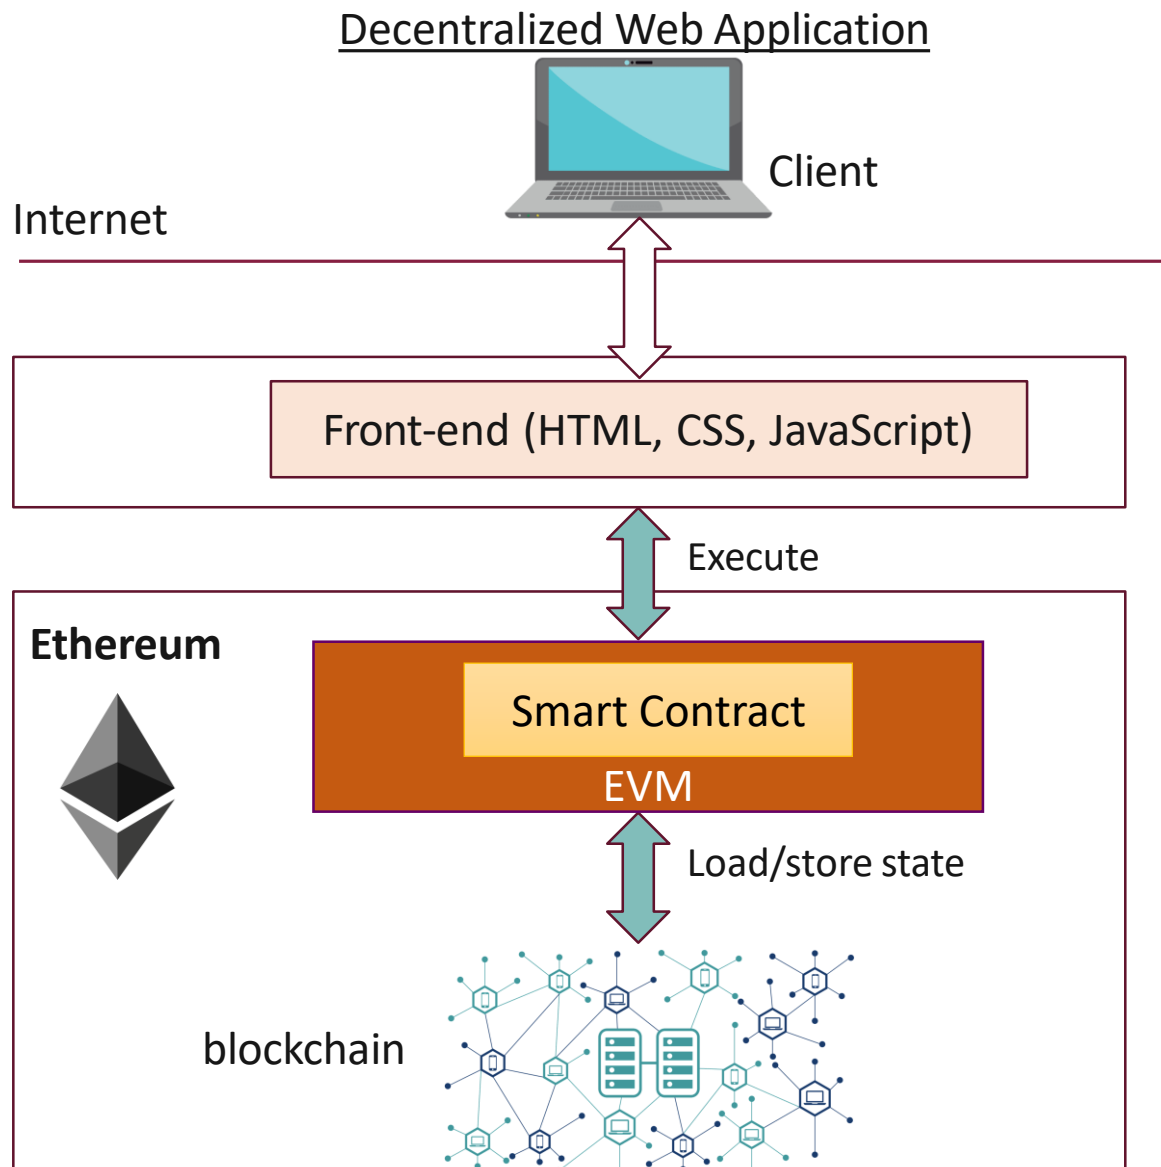 Decentralized Web Application
Client
Internet
Front-end (HTML, CSS, JavaScript)
Execute
Ethereum
Smart Contract
EVM
Load/store state
blockchain